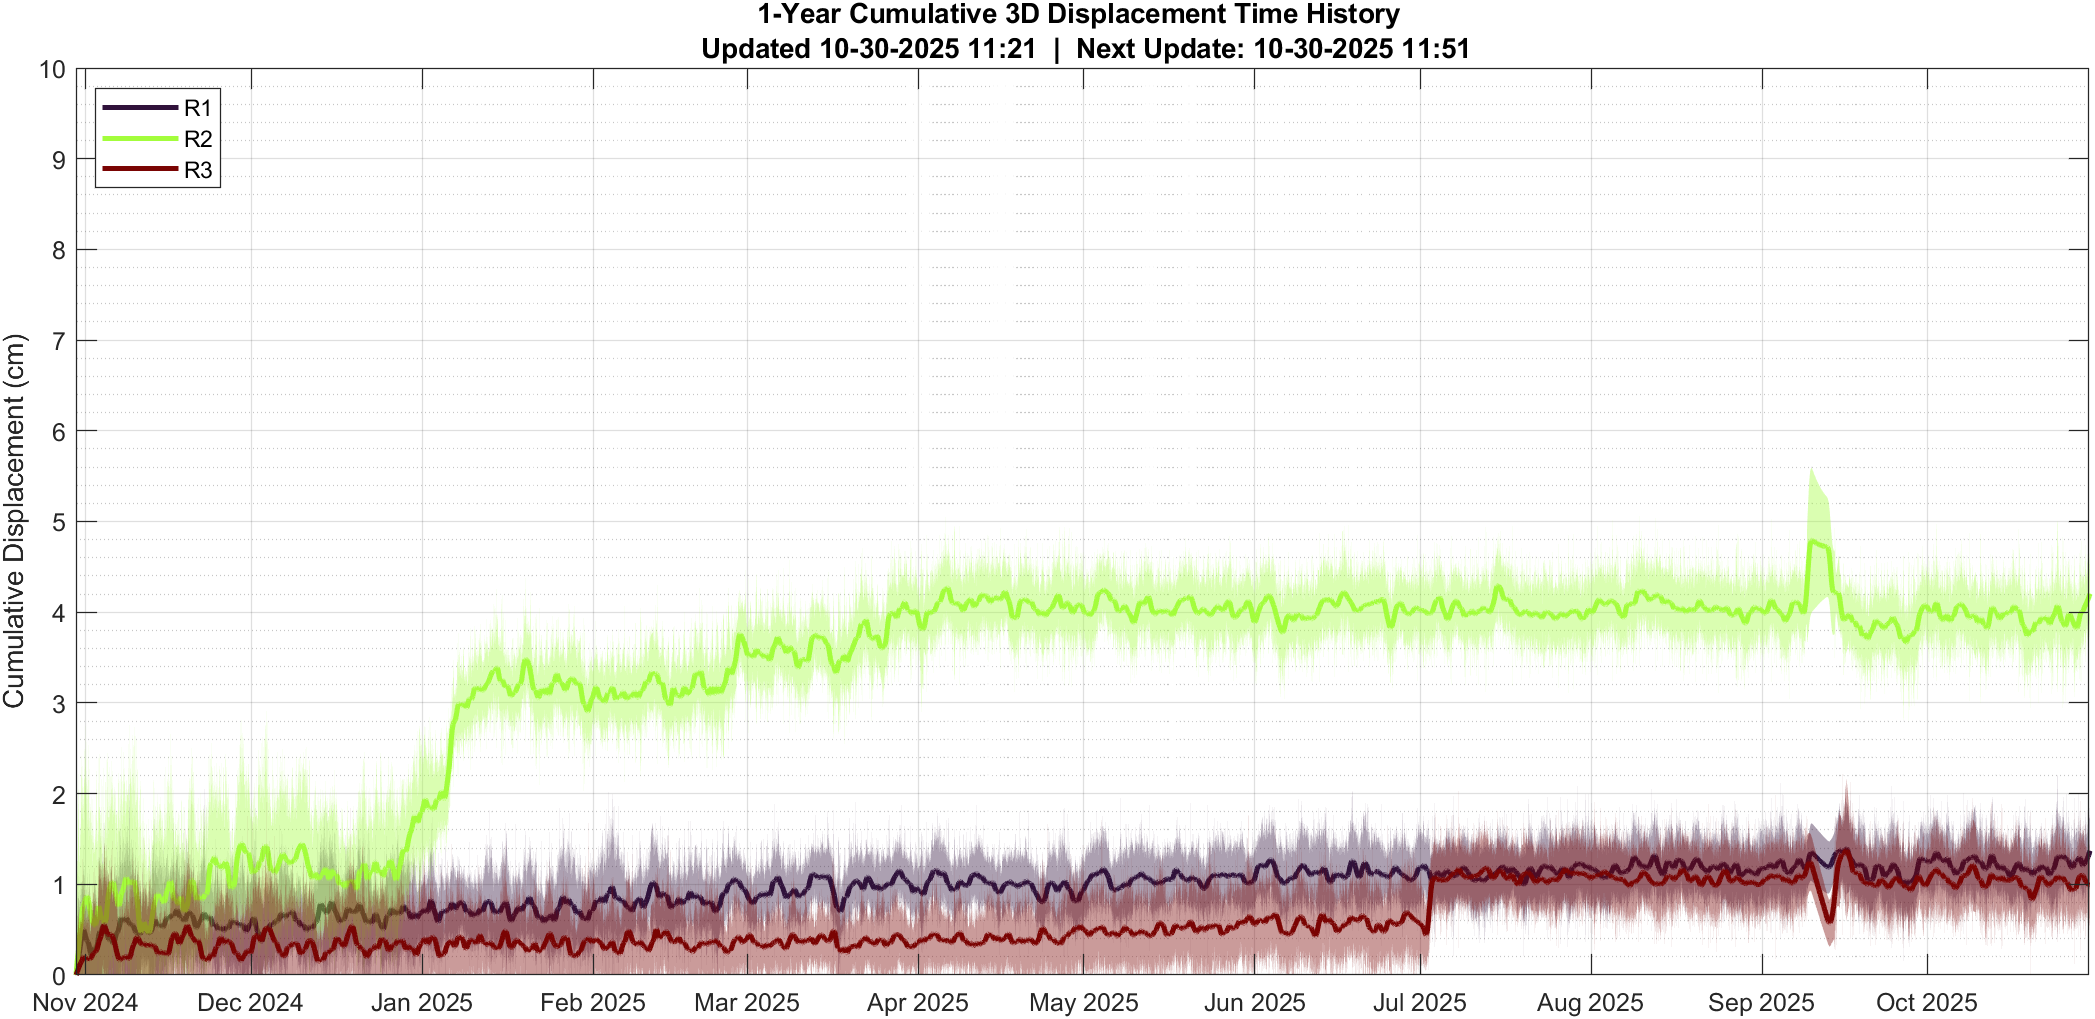 1-Year Cumulative 3D Displacement Time History
Updated 10-30-2025 11:21 | Next Update: 10-30-2025 11:51
R1
R2
R3
Cumulative Displacement (cm)
10
9
8
7
6
5
4
3
2
1
0
Nov 2024 Dec 2024 Jan 2025 Feb 2025 Mar 2025 Apr 2025 May 2025 Jun 2025 Jul 2025 Aug 2025 Sep 2025 Oct 2025